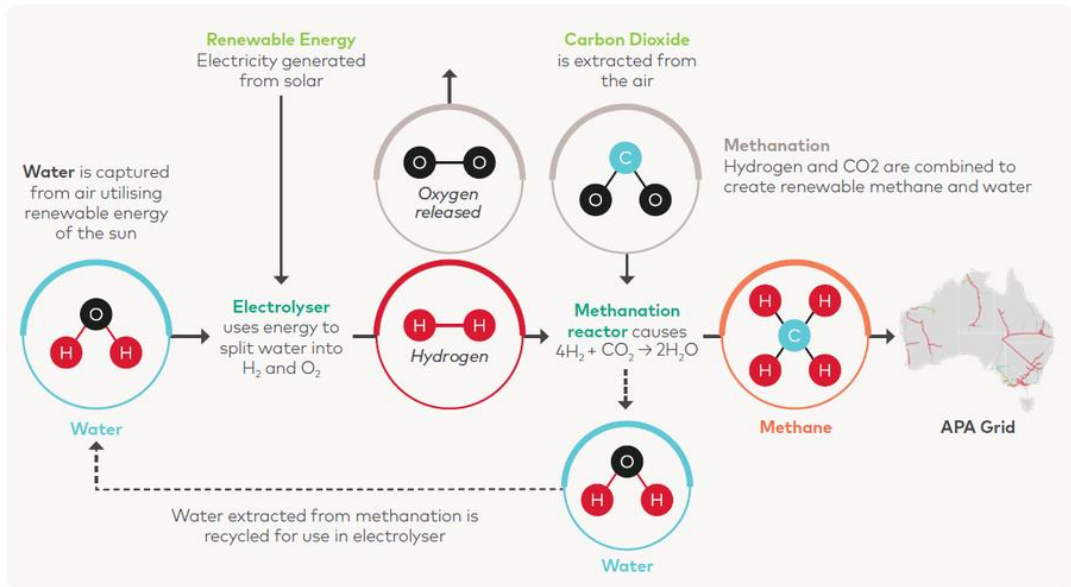 Renewable Energy
Electricity generated
from solar
Carbon Dioxide
is extracted from
the air
Water is captured
from air utilising
renewable energy
of the sun
O O
Oxygen
released
C
O O
Methanation
Hydrogen and CO2 are combined to
create renewable methane and water
O
H H
Water
Electrolyser
uses energy to
split water into
H₂ and O₂
H H
Hydrogen
Methanation
reactor causes
4H₂ + CO₂ → 2H₂O
H H
C
H H
Methane
APA Grid
O
H H
Water
Water extracted from methanation is
recycled for use in electrolyser